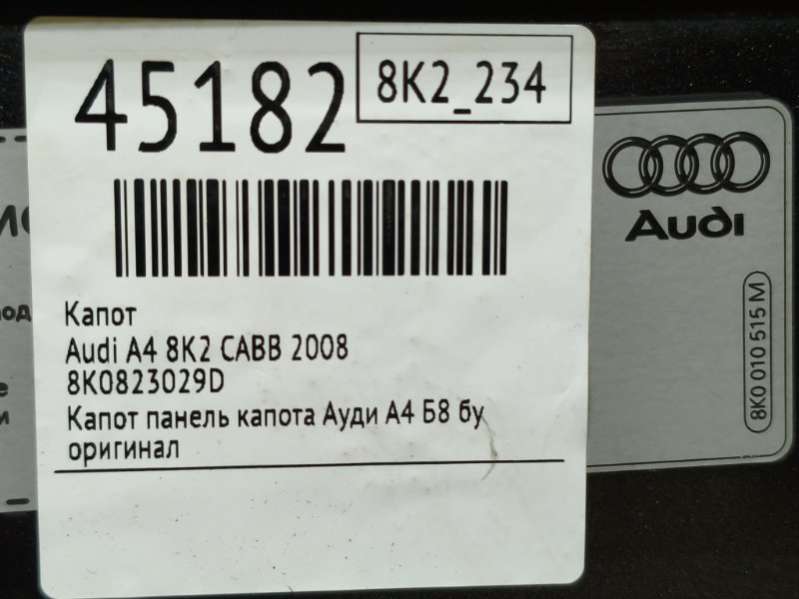 45182
8K2_234
Капот
Audi A4 8K2 CABB 2008
8K0823029D
Капот панель капота Ауди А4 Б8 бу
оригинал
Audi
8K0 010 515 M